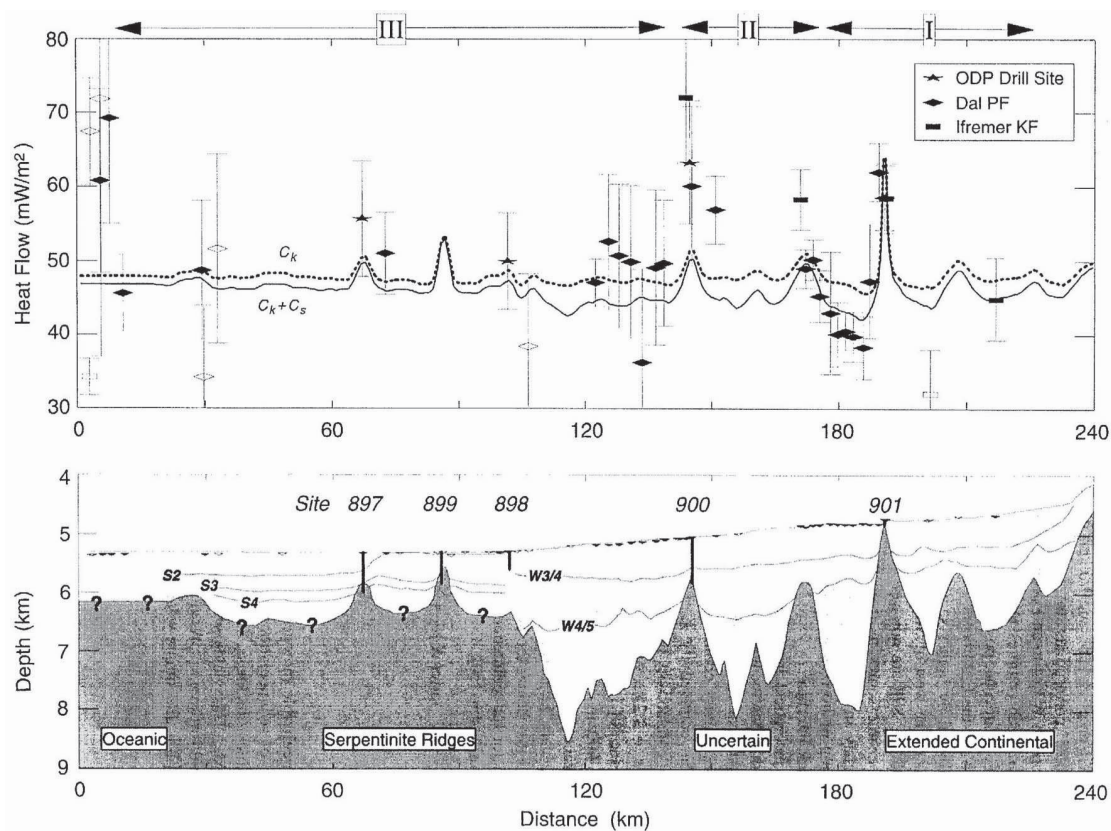 III II I
80
70
60
50
40
30
Heat Flow (mW/m²)
ODP Drill Site
Dal PF
Ifremer KF
Cₖ
Cₖ+Cₛ
0 60 120 180 240
4
5
6
7
8
9
Depth (km)
Site 897 899 898 900 901
S2
S3
S4
W3/4
W4/5
? ? ? ? ? ?
Oceanic
Serpentinite Ridges
Uncertain
Extended Continental
0 60 120 180 240
Distance (km)